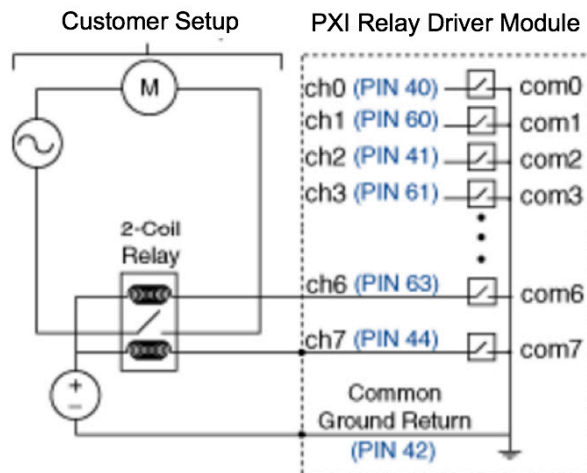 Customer Setup
PXI Relay Driver Module
M
ch0 (PIN 40)
com0
ch1 (PIN 60)
com1
ch2 (PIN 41)
com2
ch3 (PIN 61)
com3
2-Coil
Relay
ch6 (PIN 63)
com6
ch7 (PIN 44)
com7
+
−
Common
Ground Return
(PIN 42)